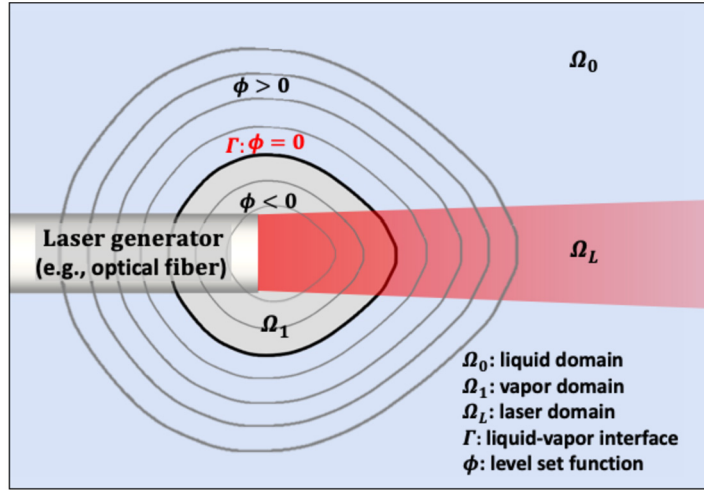 Ω₀
ϕ > 0
Γ: ϕ = 0
ϕ < 0
Laser generator
(e.g., optical fiber)
Ω_L
Ω₁
Ω₀: liquid domain
Ω₁: vapor domain
Ω_L: laser domain
Γ: liquid-vapor interface
ϕ: level set function